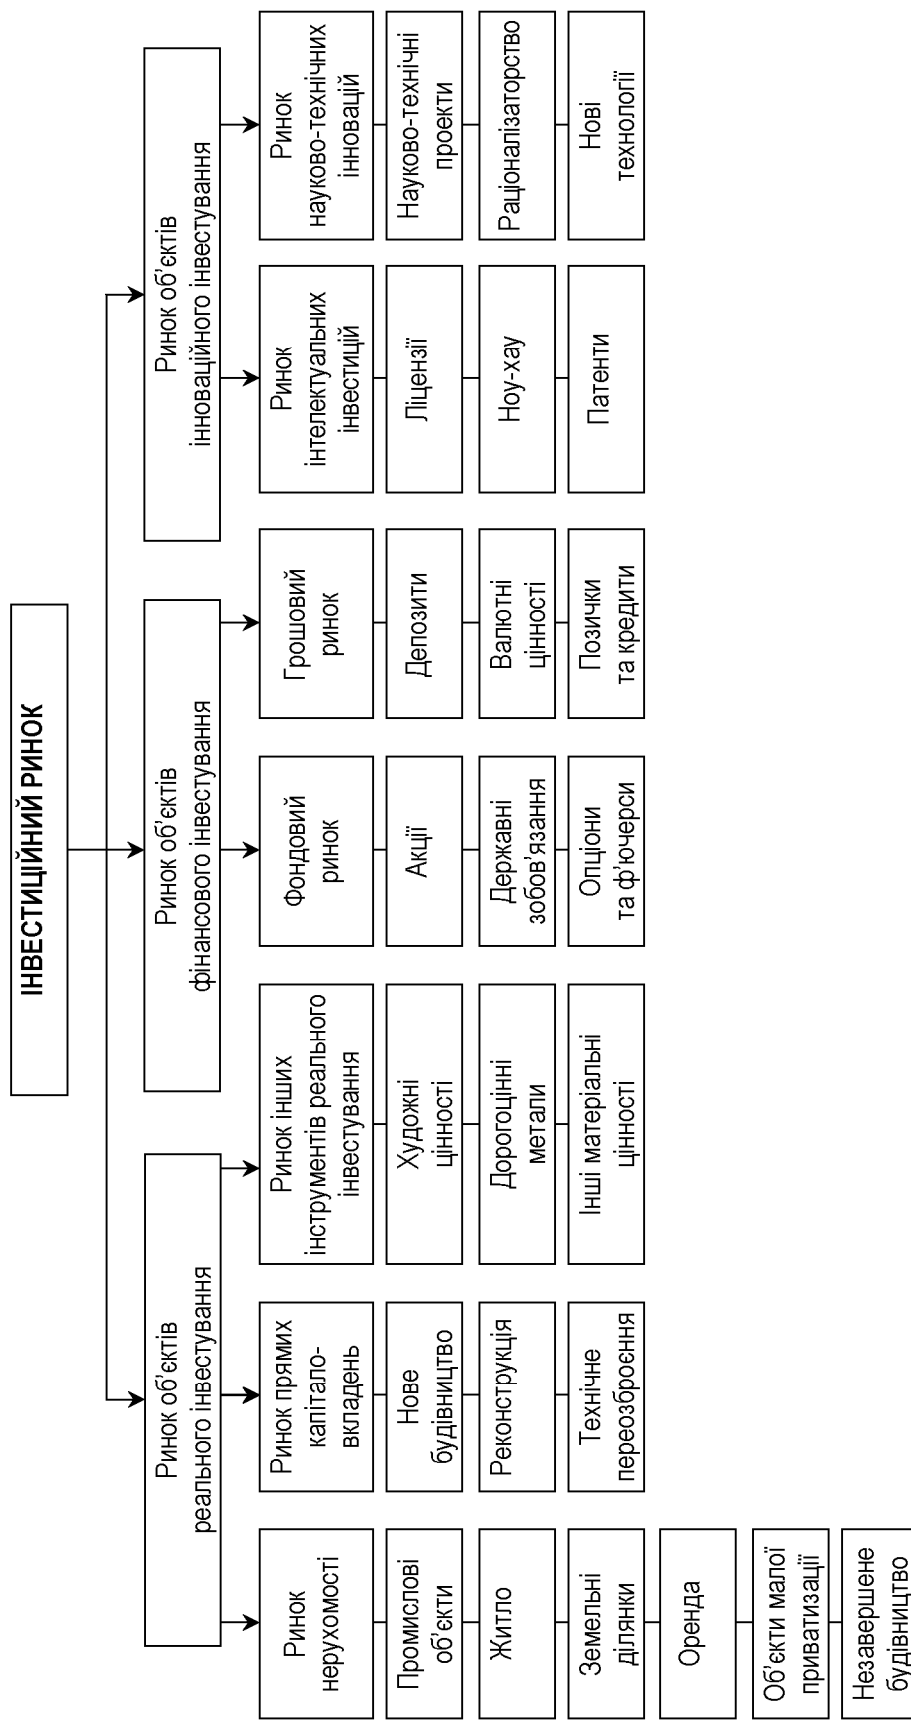 ІНВЕСТИЦІЙНИЙ РИНОК
Ринок об’єктів
реального інвестування
Ринок об’єктів
фінансового інвестування
Ринок об’єктів
інноваційного інвестування
Ринок
нерухомості
Промислові
об’єкти
Житло
Земельні
ділянки
Оренда
Об’єкти малої
приватизації
Незавершене
будівництво
Ринок прямих
капітало-
вкладень
Нове
будівництво
Реконструкція
Технічне
переозброєння
Ринок інших
інструментів реального
інвестування
Художні
цінності
Дорогоцінні
метали
Інші матеріальні
цінності
Фондовий
ринок
Акції
Державні
зобов’язання
Опціони
та ф’ючерси
Грошовий
ринок
Депозити
Валютні
цінності
Позички
та кредити
Ринок
інтелектуальних
інвестицій
Ліцензії
Ноу-хау
Патенти
Ринок
науково-технічних
інновацій
Науково-технічні
проекти
Раціоналізаторство
Нові
технології